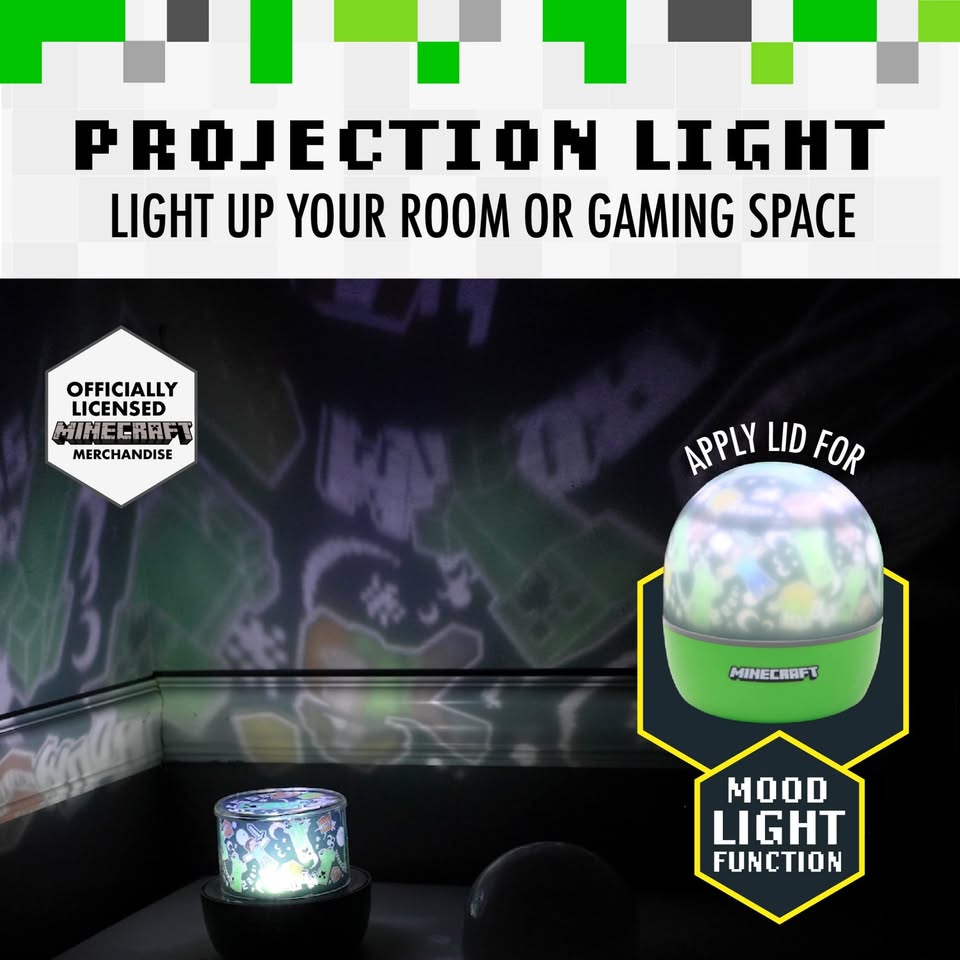 PROJECTION LIGHT
LIGHT UP YOUR ROOM OR GAMING SPACE
OFFICIALLY
LICENSED
MINECRAFT
MERCHANDISE
APPLY LID FOR
MINECRAFT
MOOD
LIGHT
FUNCTION